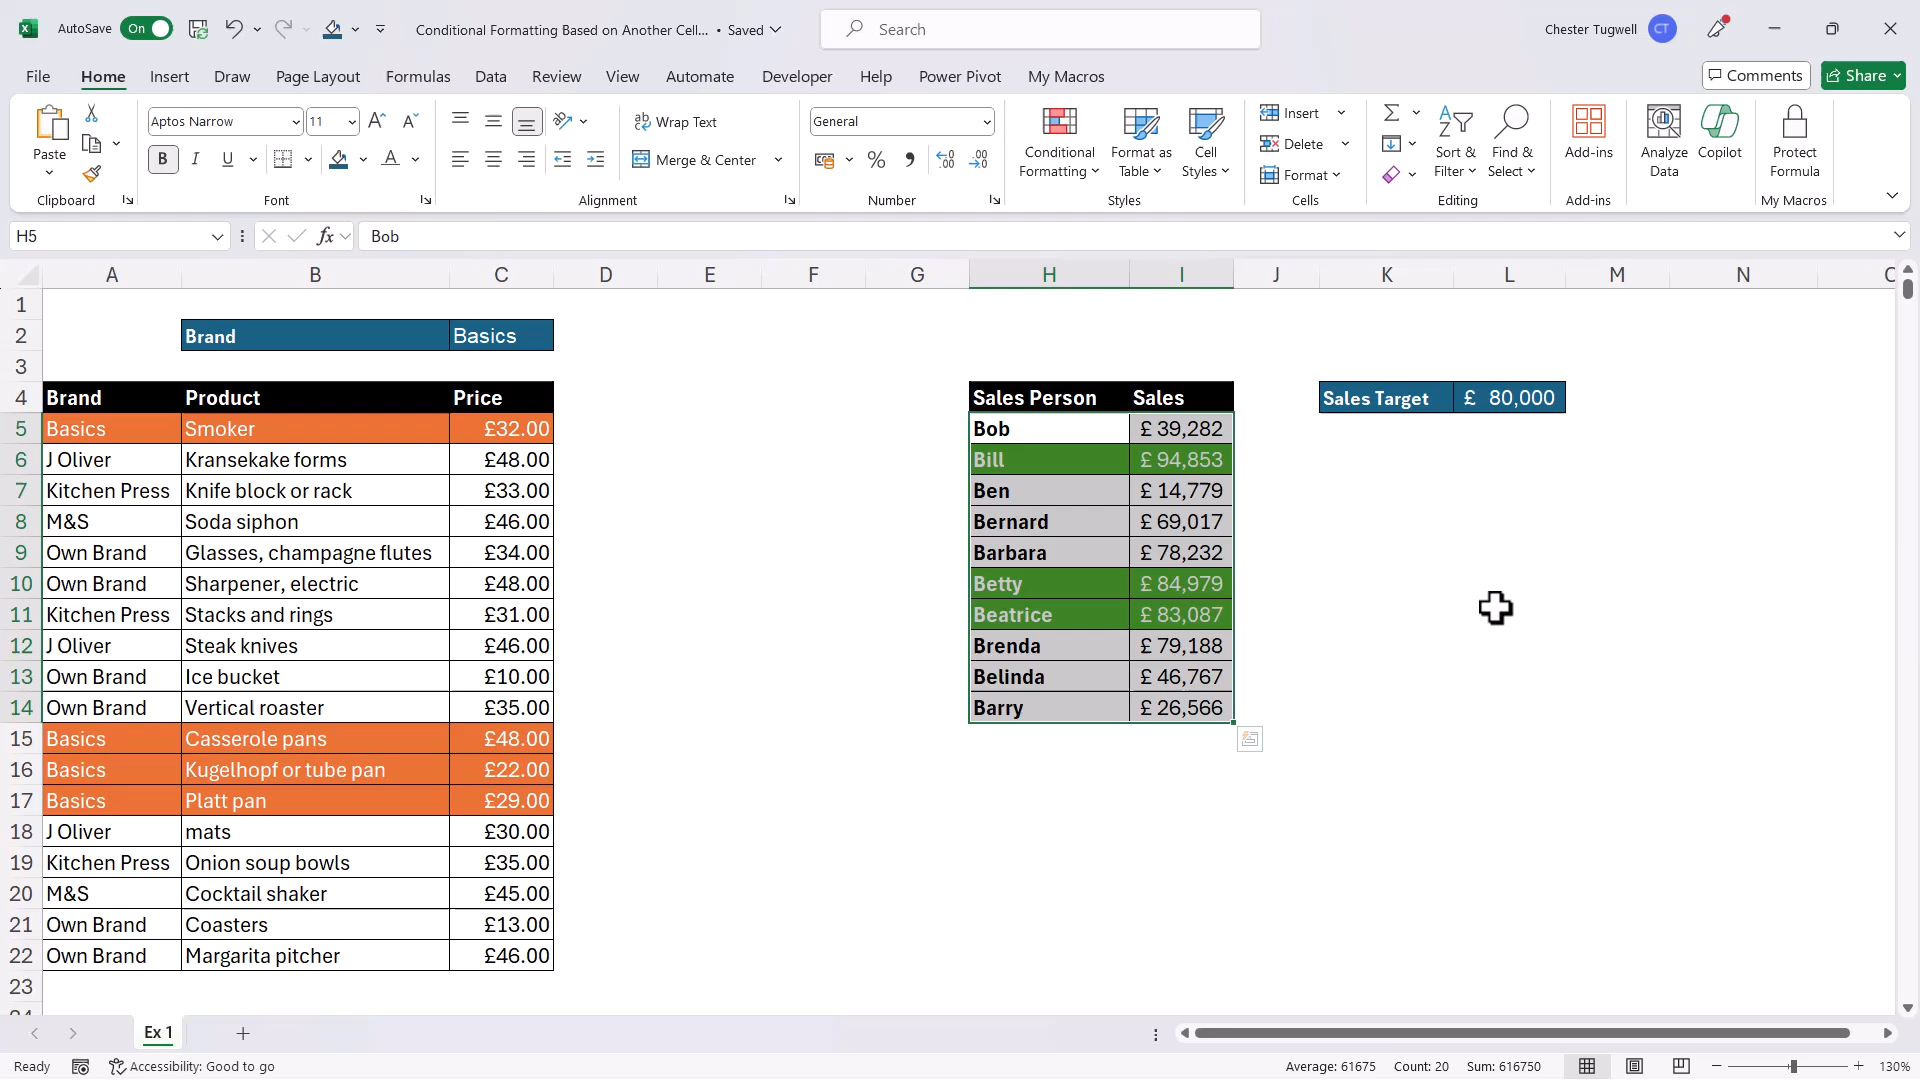 AutoSave On Conditional Formatting Based on Another Cell... • Saved Search Chester Tugwell CT
File Home Insert Draw Page Layout Formulas Data Review View Automate Developer Help Power Pivot My Macros Comments Share
Paste
Clipboard
Aptos Narrow 11
B I U
Font
Wrap Text
Merge & Center
Alignment
General
Number
Conditional Formatting
Format as Table
Cell Styles
Styles
Insert
Delete
Format
Cells
Sort & Filter
Find & Select
Editing
Add-ins
Add-ins
Analyze Data
Copilot
Protect Formula
My Macros
H5 fx Bob
A B C D E F G H I J K L M N
1
2 Brand Basics
3
4 Brand Product Price Sales Person Sales Sales Target £ 80,000
5 Basics Smoker £32.00 Bob £ 39,282
6 J Oliver Kransekake forms £48.00 Bill £ 94,853
7 Kitchen Press Knife block or rack £33.00 Ben £ 14,779
8 M&S Soda siphon £46.00 Bernard £ 69,017
9 Own Brand Glasses, champagne flutes £34.00 Barbara £ 78,232
10 Own Brand Sharpener, electric £48.00 Betty £ 84,979
11 Kitchen Press Stacks and rings £31.00 Beatrice £ 83,087
12 J Oliver Steak knives £46.00 Brenda £ 79,188
13 Own Brand Ice bucket £10.00 Belinda £ 46,767
14 Own Brand Vertical roaster £35.00 Barry £ 26,566
15 Basics Casserole pans £48.00
16 Basics Kugelhopf or tube pan £22.00
17 Basics Platt pan £29.00
18 J Oliver mats £30.00
19 Kitchen Press Onion soup bowls £35.00
20 M&S Cocktail shaker £45.00
21 Own Brand Coasters £13.00
22 Own Brand Margarita pitcher £46.00
23
Ex 1
Ready Accessibility: Good to go Average: 61675 Count: 20 Sum: 616750 130%